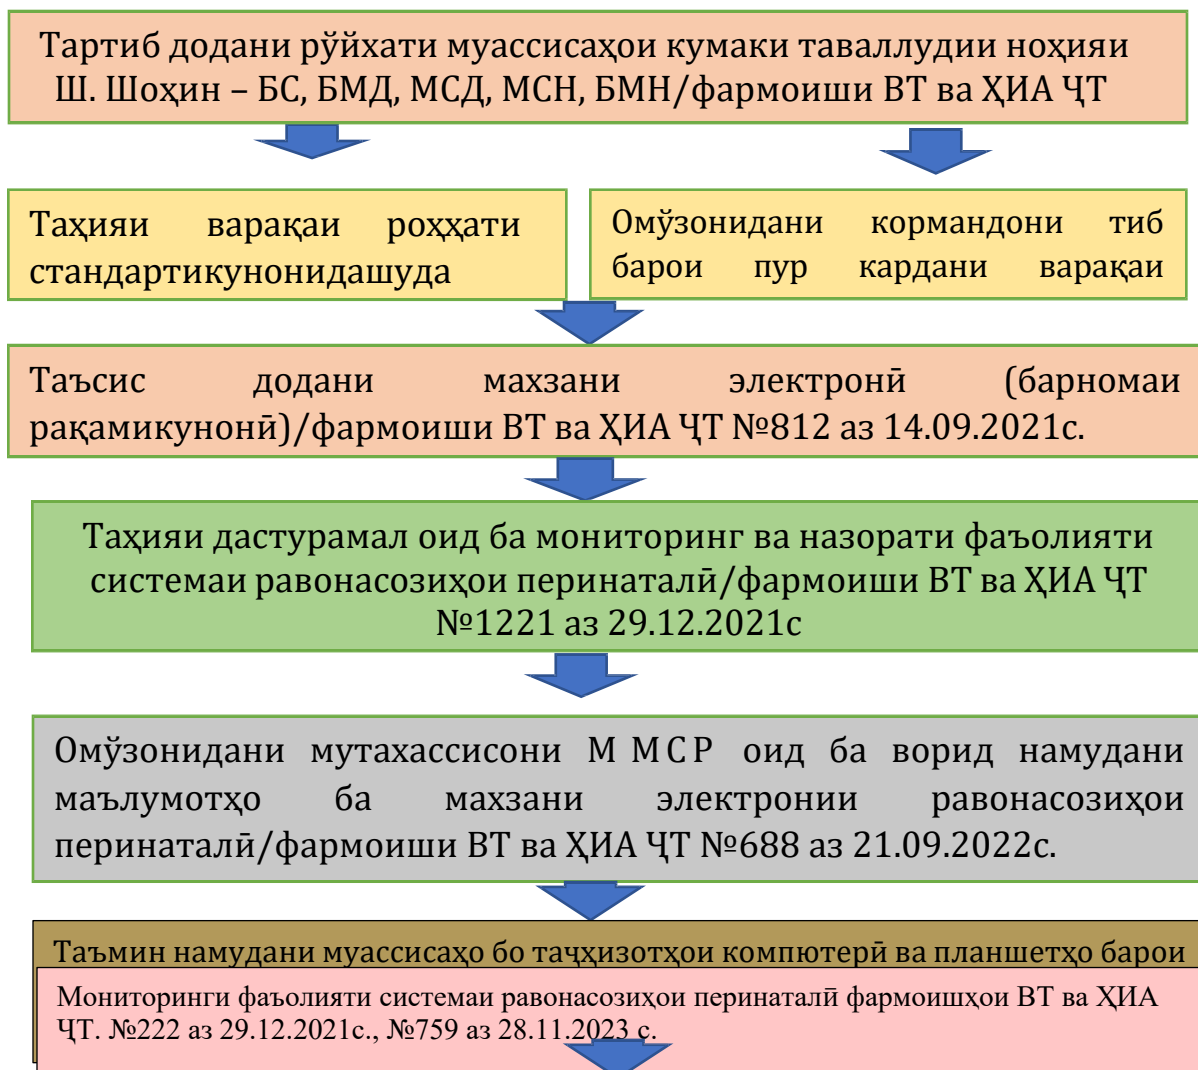 Тартиб додани рӯйхати муассисаҳои кумаки таваллудии ноҳияи
Ш. Шоҳин – БС, БМД, МСД, МСН, БМН/фармоиши ВТ ва ҲИА ҶТ
Таҳияи варақаи роҳҳати
стандартикунонидашуда
Омӯзонидани кормандони тиб
барои пур кардани варақаи
Таъсис додани махзани электронӣ (барномаи
рақамикунонӣ)/фармоиши ВТ ва ҲИА ҶТ №812 аз 14.09.2021с.
Таҳияи дастурамал оид ба мониторинг ва назорати фаъолияти
системаи равонасозиҳои перинаталӣ/фармоиши ВТ ва ҲИА ҶТ
№1221 аз 29.12.2021с
Омӯзонидани мутахассисони ММСР оид ба ворид намудани
маълумотҳо ба махзани электронии равонасозиҳои
перинаталӣ/фармоиши ВТ ва ҲИА ҶТ №688 аз 21.09.2022с.
Таъмин намудани муассисаҳо бо таҷҳизотҳои компютерӣ ва планшетҳо барои
Мониторинги фаъолияти системаи равонасозиҳои перинаталӣ фармоишҳои ВТ ва ҲИА
ҶТ. №222 аз 29.12.2021с., №759 аз 28.11.2023 с.